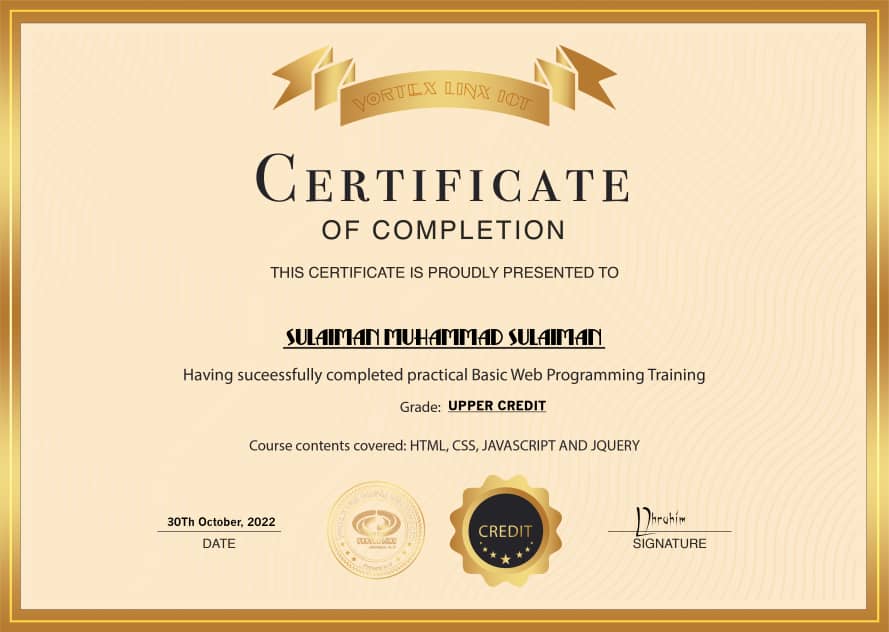 VORTEX LINX ICT
CERTIFICATE
OF COMPLETION
THIS CERTIFICATE IS PROUDLY PRESENTED TO
SULAIMAN MUHAMMAD SULAIMAN
Having suceessfully completed practical Basic Web Programming Training
Grade: UPPER CREDIT
Course contents covered: HTML, CSS, JAVASCRIPT AND JQUERY
30Th October, 2022
DATE
CREDIT
SIGNATURE